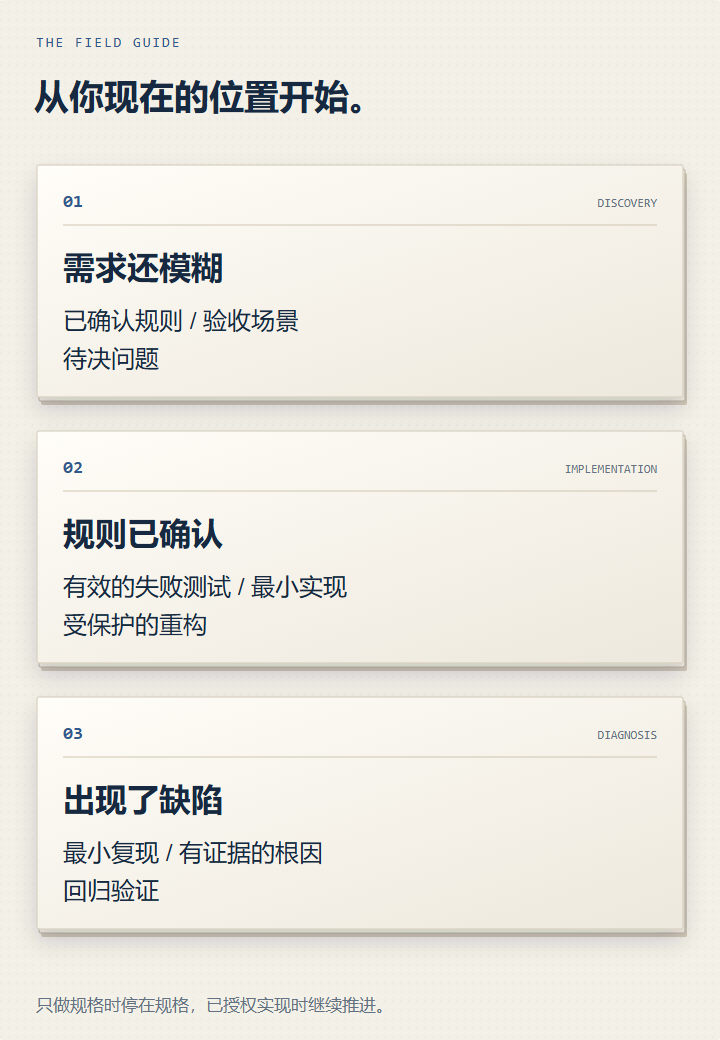 THE FIELD GUIDE
从你现在的位置开始。
01
DISCOVERY
需求还模糊
已确认规则 / 验收场景
待决问题
02
IMPLEMENTATION
规则已确认
有效的失败测试 / 最小实现
受保护的重构
03
DIAGNOSIS
出现了缺陷
最小复现 / 有证据的根因
回归验证
只做规格时停在规格，已授权实现时继续推进。